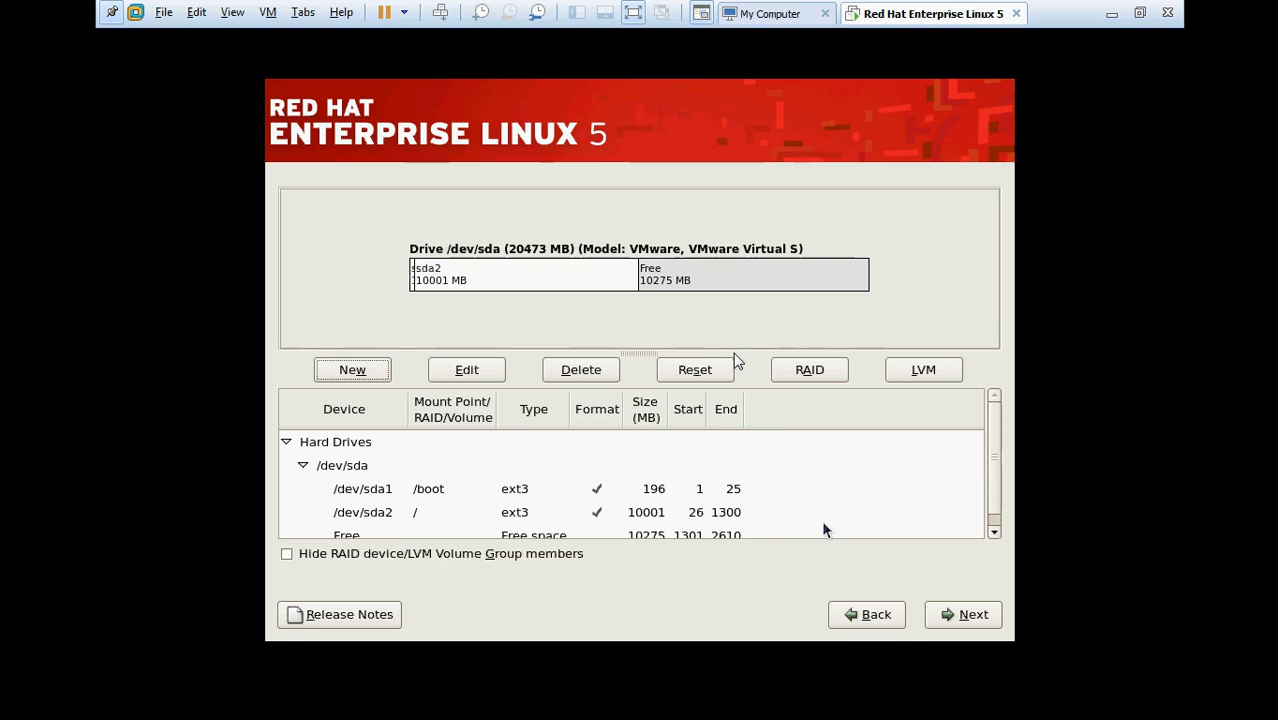 File Edit View VM Tabs Help My Computer Red Hat Enterprise Linux 5
RED HAT
ENTERPRISE LINUX 5
Drive /dev/sda (20473 MB) (Model: VMware, VMware Virtual S)
sda2 Free
10001 MB 10275 MB
New Edit Delete Reset RAID LVM
Device Mount Point/ RAID/Volume Type Format Size (MB) Start End
Hard Drives
/dev/sda
/dev/sda1 /boot ext3 196 1 25
/dev/sda2 / ext3 10001 26 1300
Free Free space 10275 1301 2610
Hide RAID device/LVM Volume Group members
Release Notes Back Next